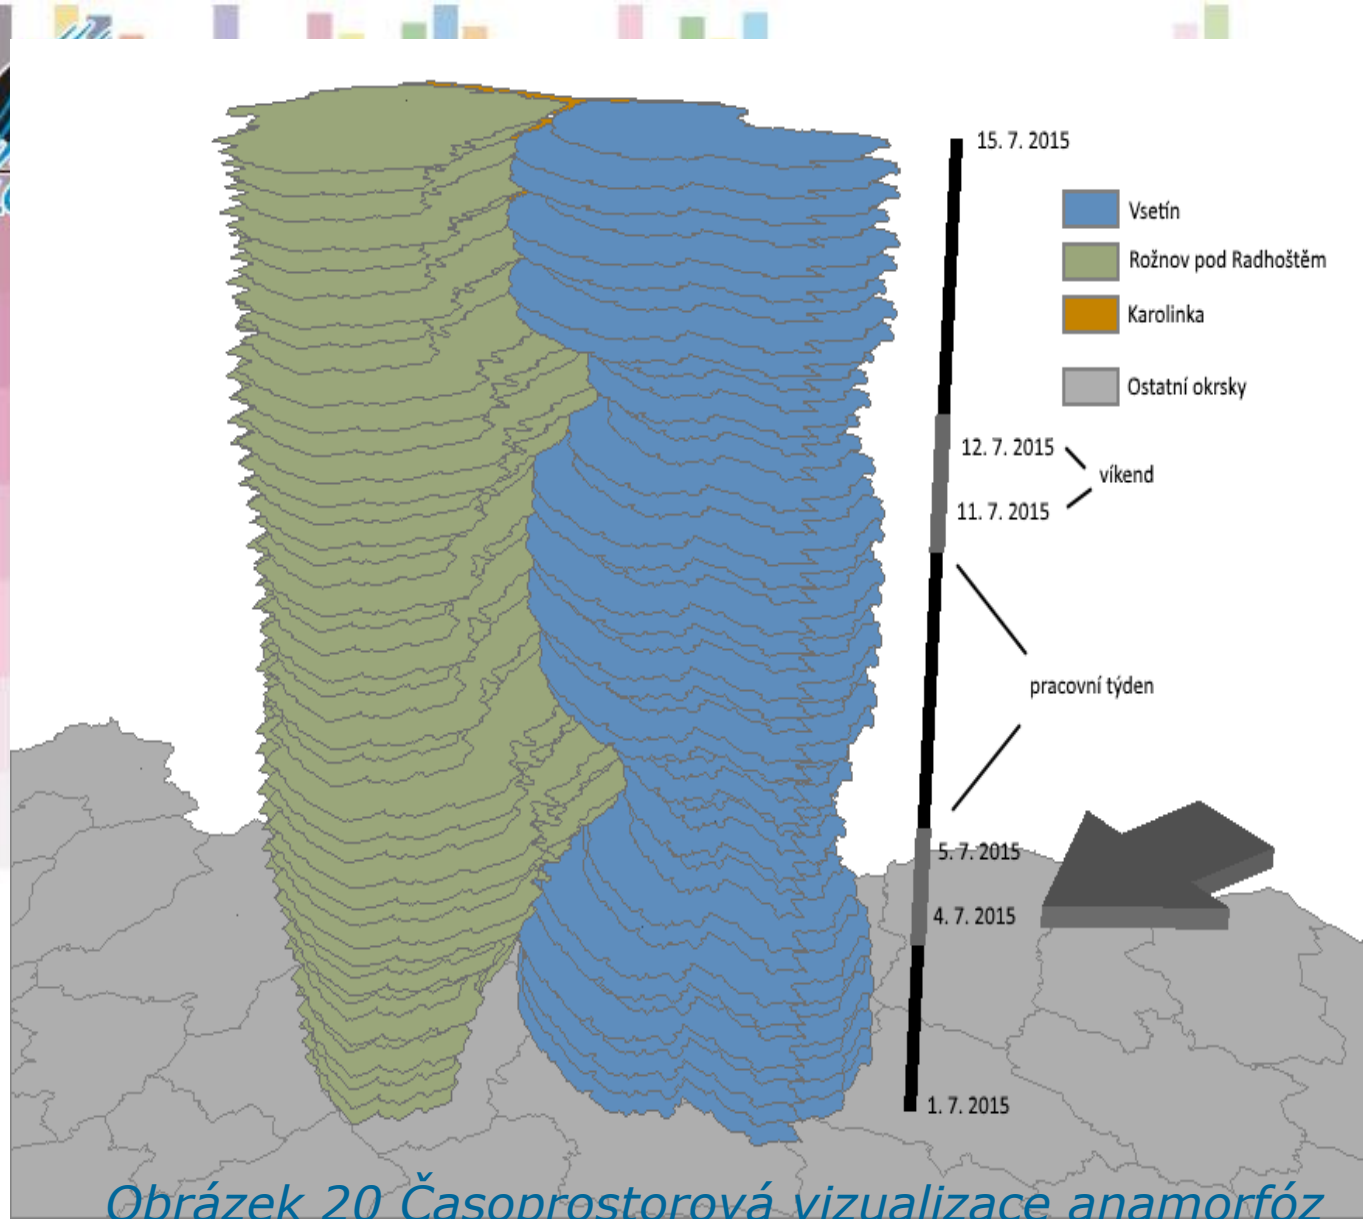 15. 7. 2015
Vsetín
Rožnov pod Radhoštěm
Karolinka
Ostatní okrsky
12. 7. 2015
víkend
11. 7. 2015
pracovní týden
5. 7. 2015
4. 7. 2015
1. 7. 2015
Obrázek 20 Časoprostorová vizualizace anamorfóz